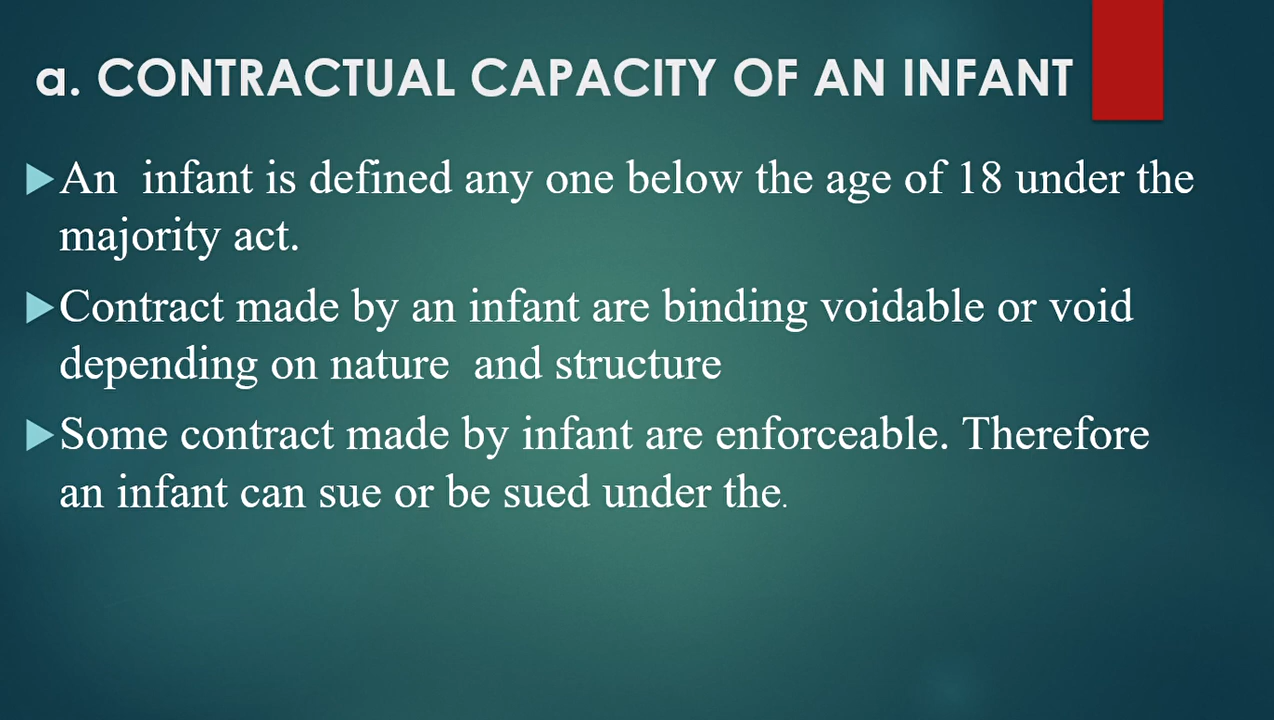 a. CONTRACTUAL CAPACITY OF AN INFANT
An  infant is defined any one below the age of 18 under the
majority act.
Contract made by an infant are binding voidable or void
depending on nature  and structure
Some contract made by infant are enforceable. Therefore
an infant can sue or be sued under the.